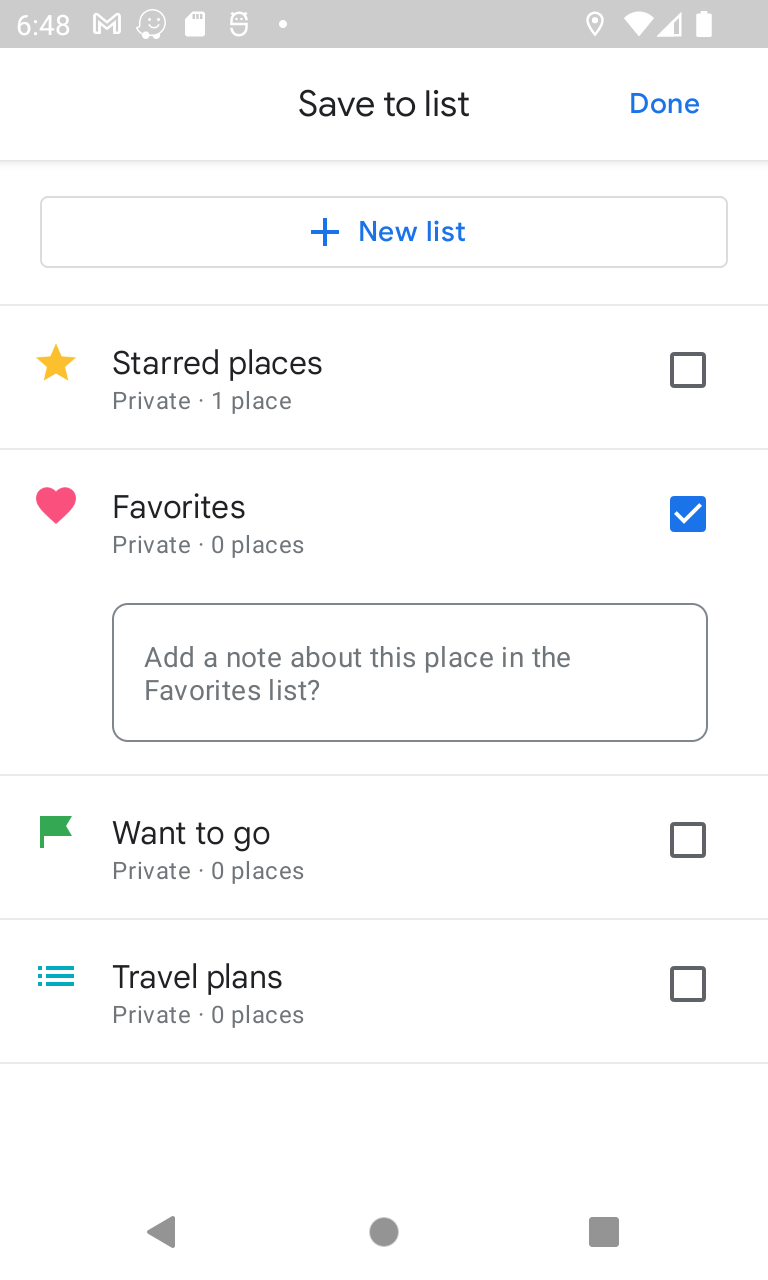 6:48
Save to list
Done
New list
Starred places
Private · 1 place
Favorites
Private · 0 places
Add a note about this place in the
Favorites list?
Want to go
Private · 0 places
Travel plans
Private · 0 places